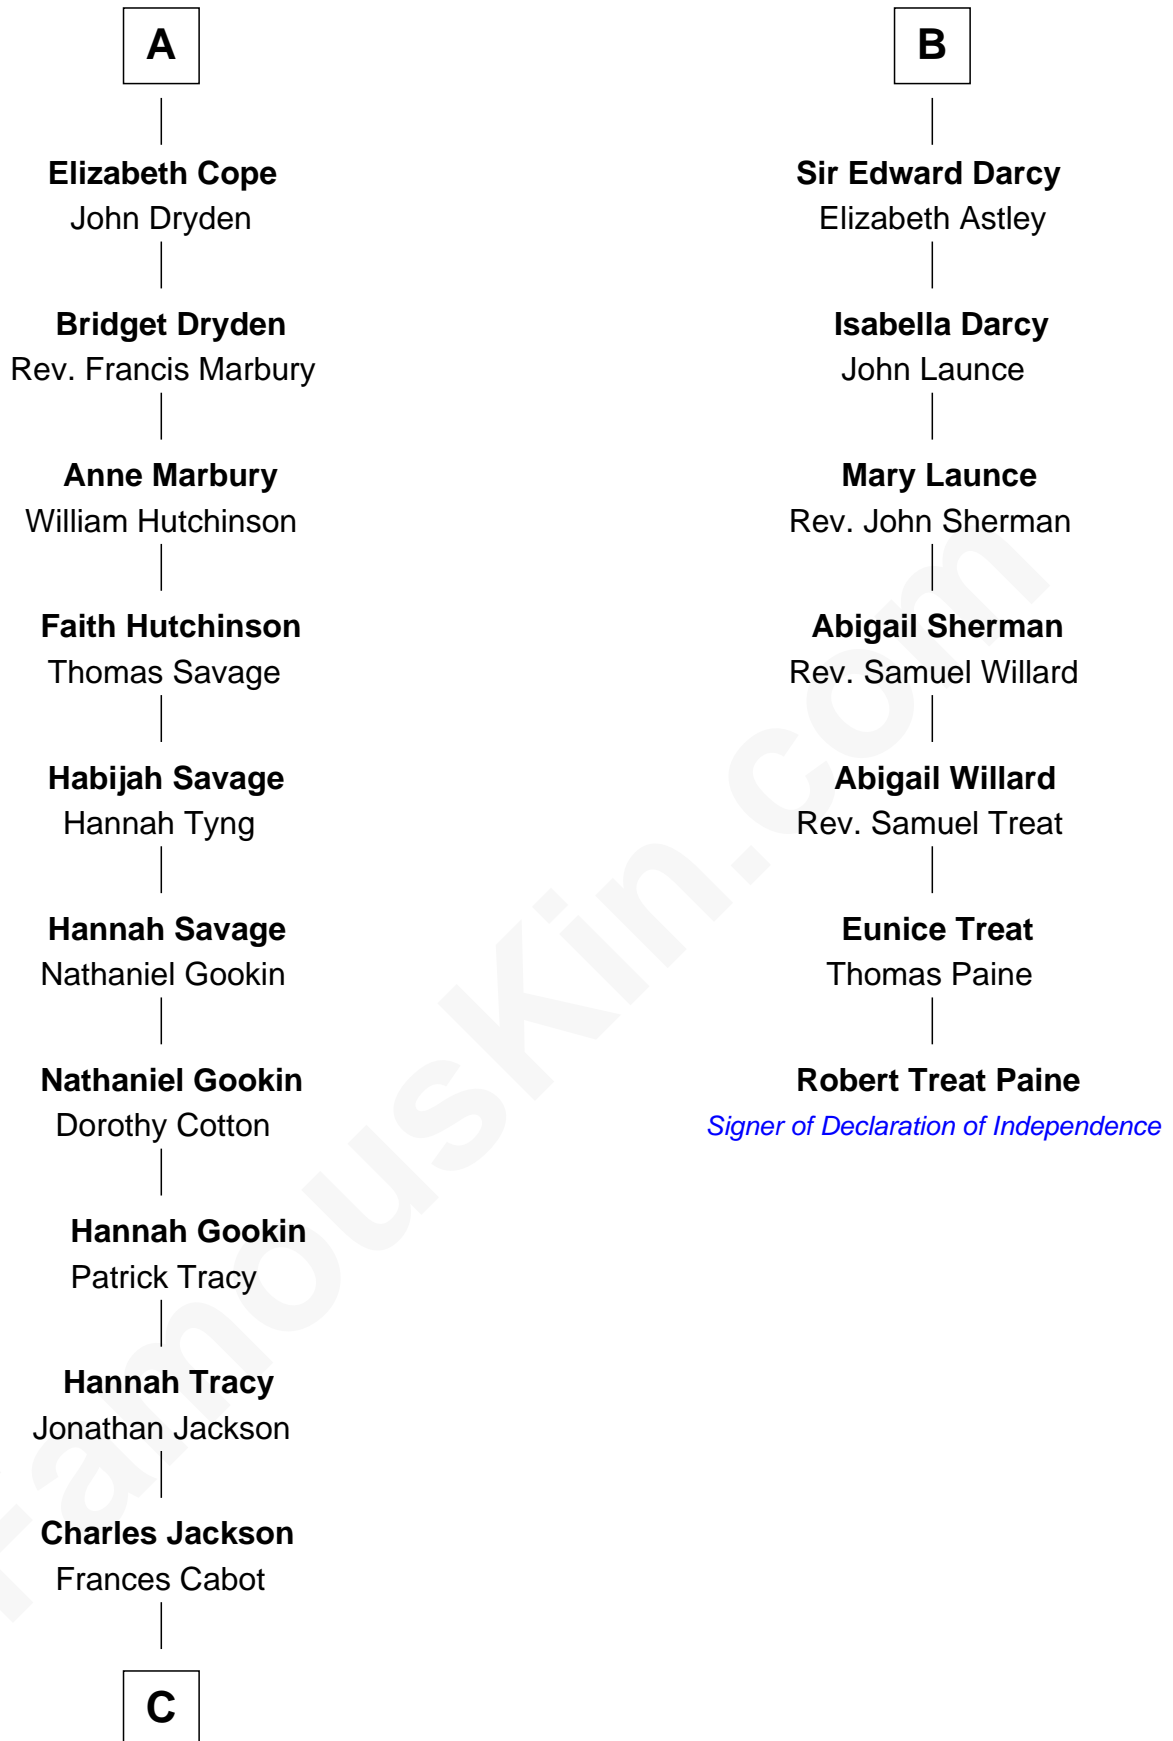 A
Elizabeth Cope
John Dryden
Bridget Dryden
Rev. Francis Marbury
Anne Marbury
William Hutchinson
Faith Hutchinson
Thomas Savage
Habijah Savage
Hannah Tyng
Hannah Savage
Nathaniel Gookin
Nathaniel Gookin
Dorothy Cotton
Hannah Gookin
Patrick Tracy
Hannah Tracy
Jonathan Jackson
Charles Jackson
Frances Cabot
C
B
Sir Edward Darcy
Elizabeth Astley
Isabella Darcy
John Launce
Mary Launce
Rev. John Sherman
Abigail Sherman
Rev. Samuel Willard
Abigail Willard
Rev. Samuel Treat
Eunice Treat
Thomas Paine
Robert Treat Paine
Signer of Declaration of Independence
FamousKin.com